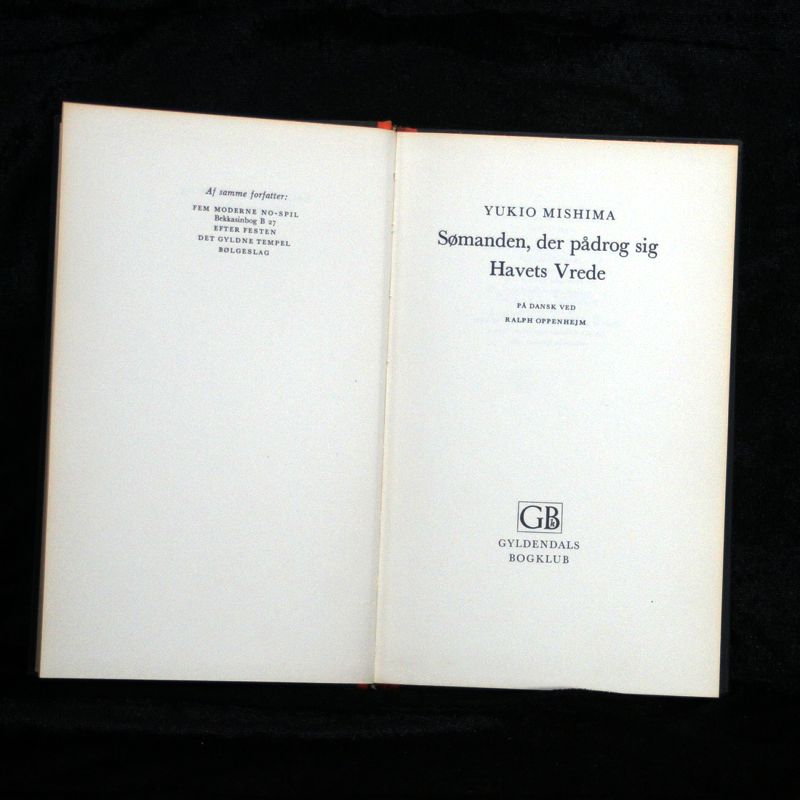 Af samme forfatter:
FEM MODERNE NO-SPIL
Bekkasinbog B 27
EFTER FESTEN
DET GYLDNE TEMPEL
BØLGESLAG
YUKIO MISHIMA
Sømanden, der pådrog sig
Havets Vrede
PÅ DANSK VED
RALPH OPPENHEJM
GBk
GYLDENDALS
BOGKLUB